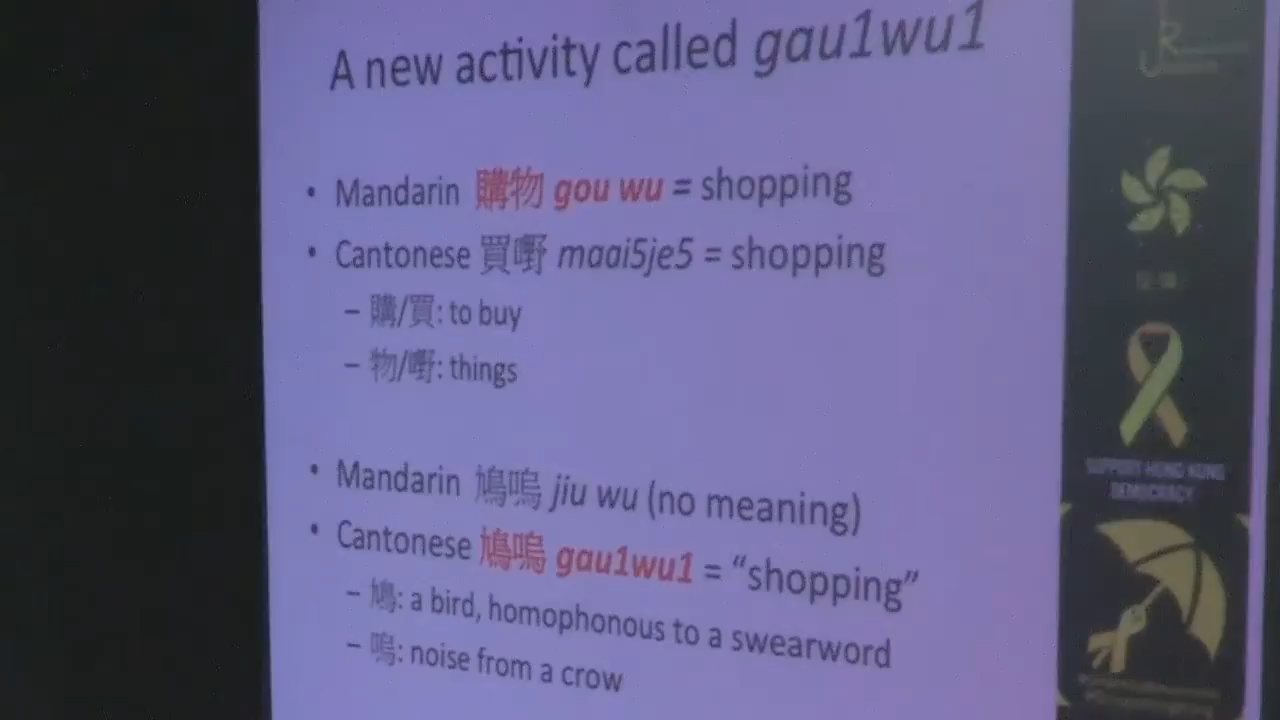 A new activity called gau1wu1
• Mandarin 購物 gou wu = shopping
• Cantonese 買嘢 maai5je5 = shopping
– 購/買: to buy
– 物/嘢: things
• Mandarin 鳩嗚 jiu wu (no meaning)
• Cantonese 鳩嗚 gau1wu1 = “shopping”
– 鳩: a bird, homophonous to a swearword
– 嗚: noise from a crow
SUPPORT HONG KONG
DEMOCRACY